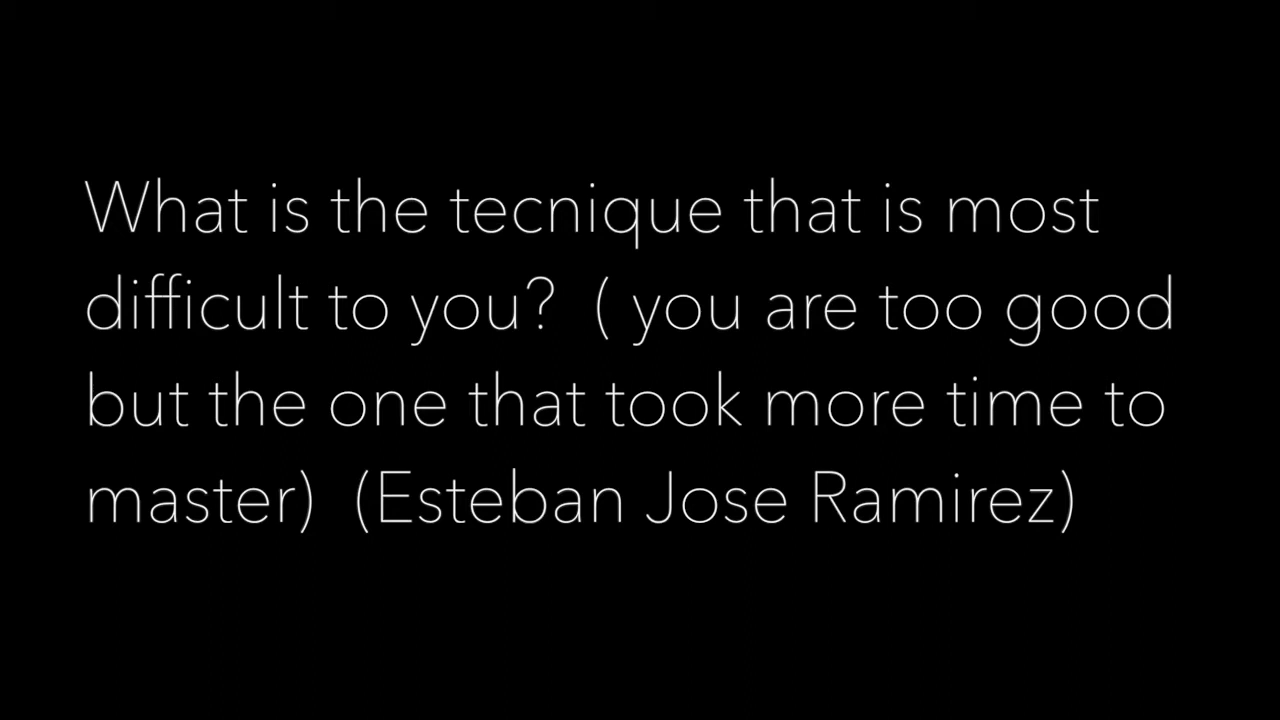 What is the tecnique that is most
difficult to you?  ( you are too good
but the one that took more time to
master)  (Esteban Jose Ramirez)